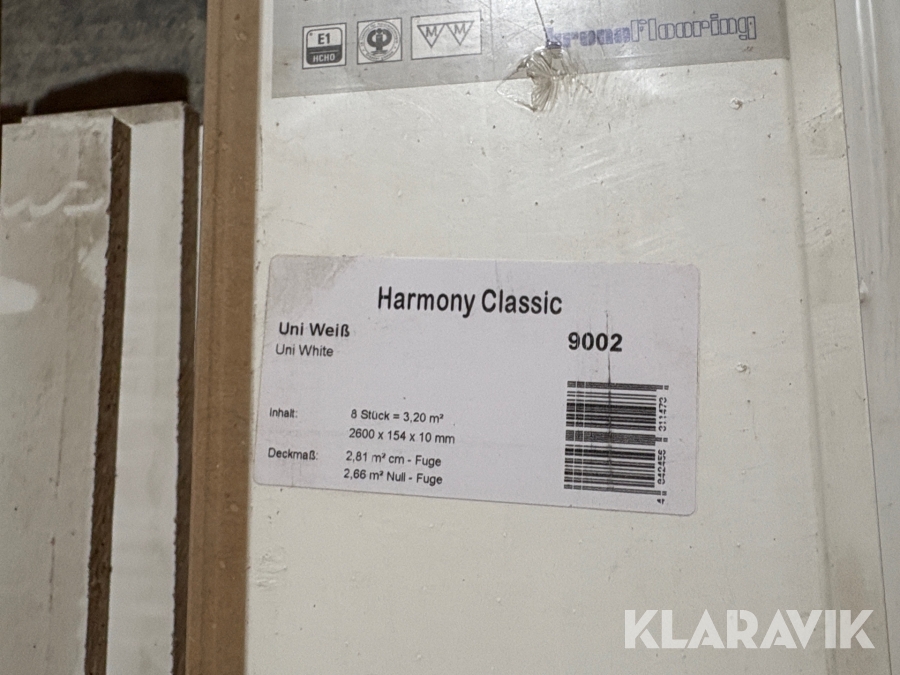 E1
HCHO
M M
Flooring
Harmony Classic
Uni Weiß
Uni White
9002
Inhalt: 8 Stück = 3,20 m²
2600 x 154 x 10 mm
Deckmaß: 2,81 m² cm - Fuge
2,66 m² Null - Fuge
KLARAVIK